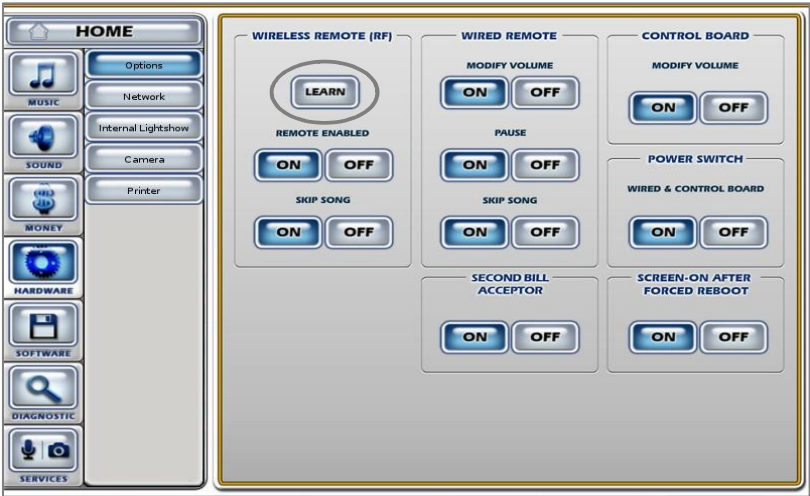 HOME
MUSIC
SOUND
MONEY
HARDWARE
SOFTWARE
DIAGNOSTIC
SERVICES
Options
Network
Internal Lightshow
Camera
Printer
WIRELESS REMOTE (RF)
LEARN
REMOTE ENABLED
ON OFF
SKIP SONG
ON OFF
WIRED REMOTE
MODIFY VOLUME
ON OFF
PAUSE
ON OFF
SKIP SONG
ON OFF
SECOND BILL
ACCEPTOR
ON OFF
CONTROL BOARD
MODIFY VOLUME
ON OFF
POWER SWITCH
WIRED & CONTROL BOARD
ON OFF
SCREEN-ON AFTER
FORCED REBOOT
ON OFF